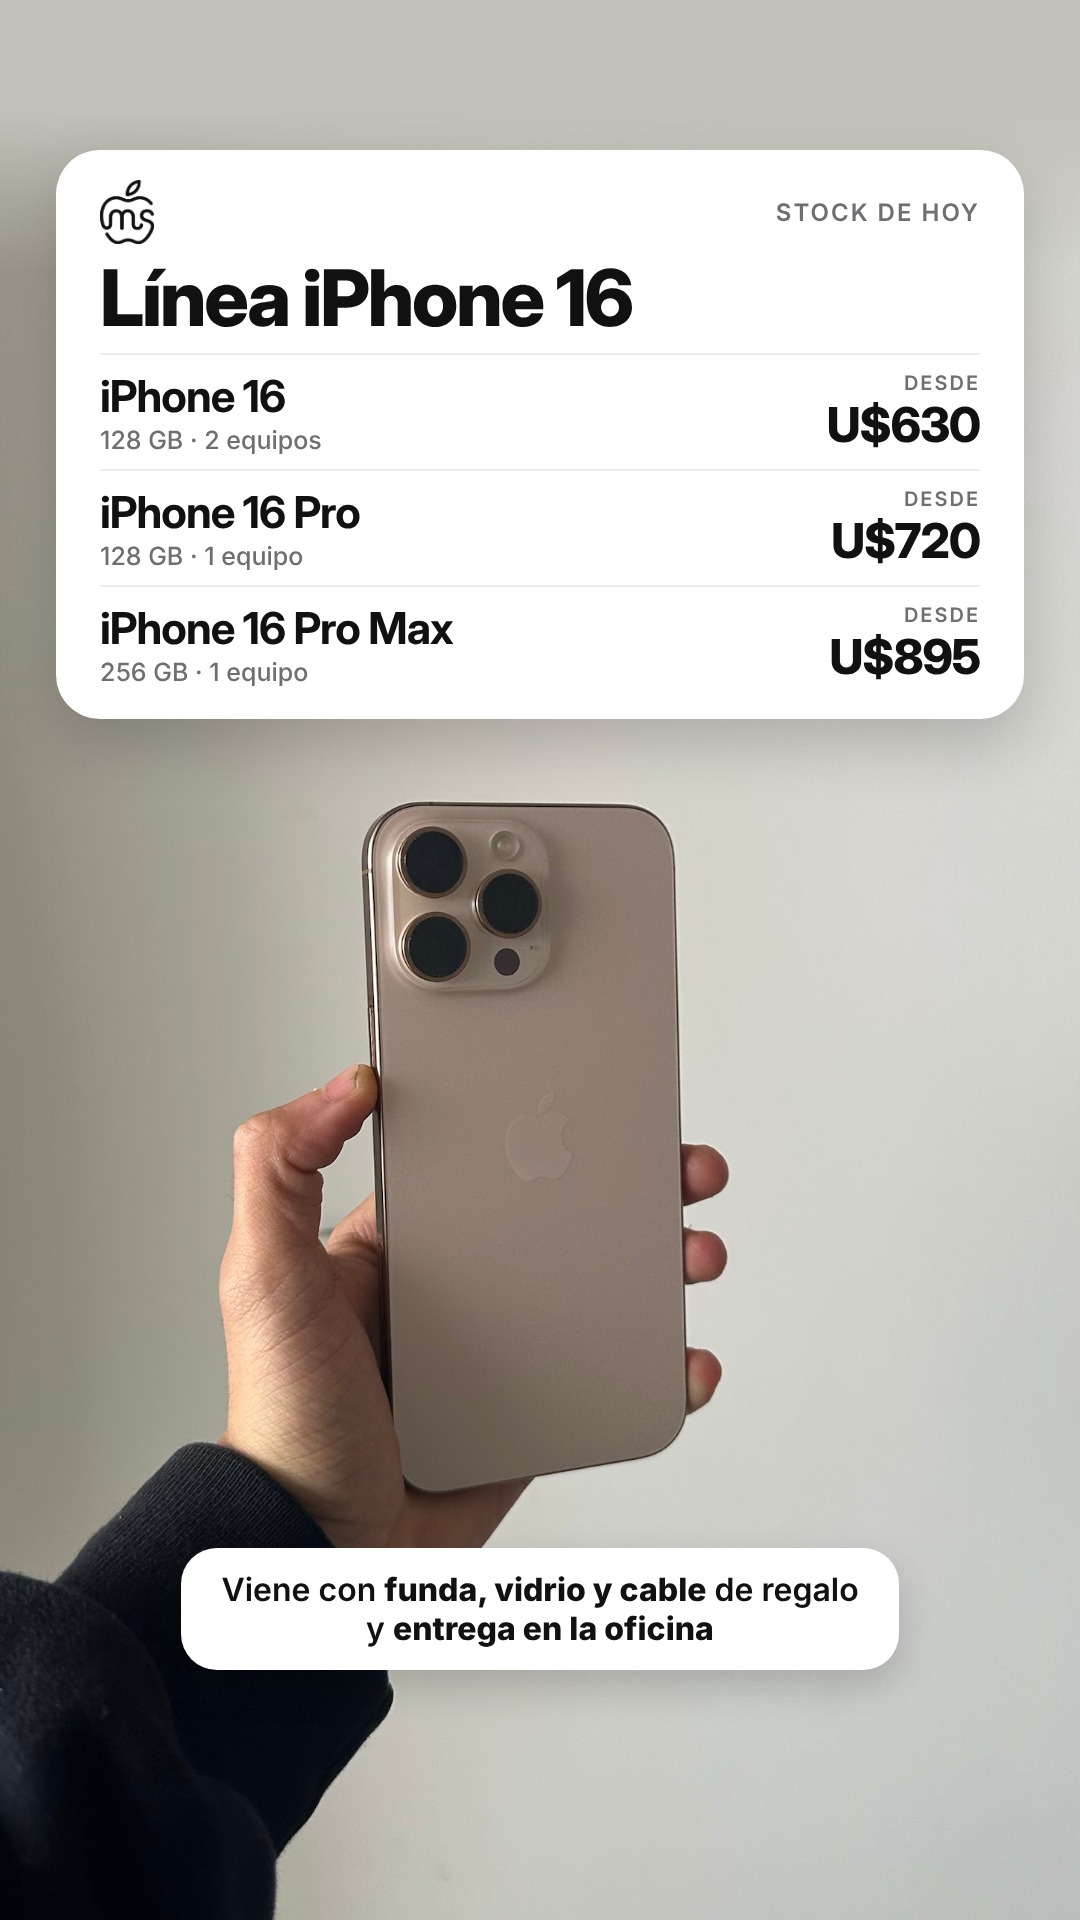 ms
STOCK DE HOY
Línea iPhone 16
iPhone 16
128 GB · 2 equipos
DESDE
U$630
iPhone 16 Pro
128 GB · 1 equipo
DESDE
U$720
iPhone 16 Pro Max
256 GB · 1 equipo
DESDE
U$895
Viene con funda, vidrio y cable de regalo
y entrega en la oficina